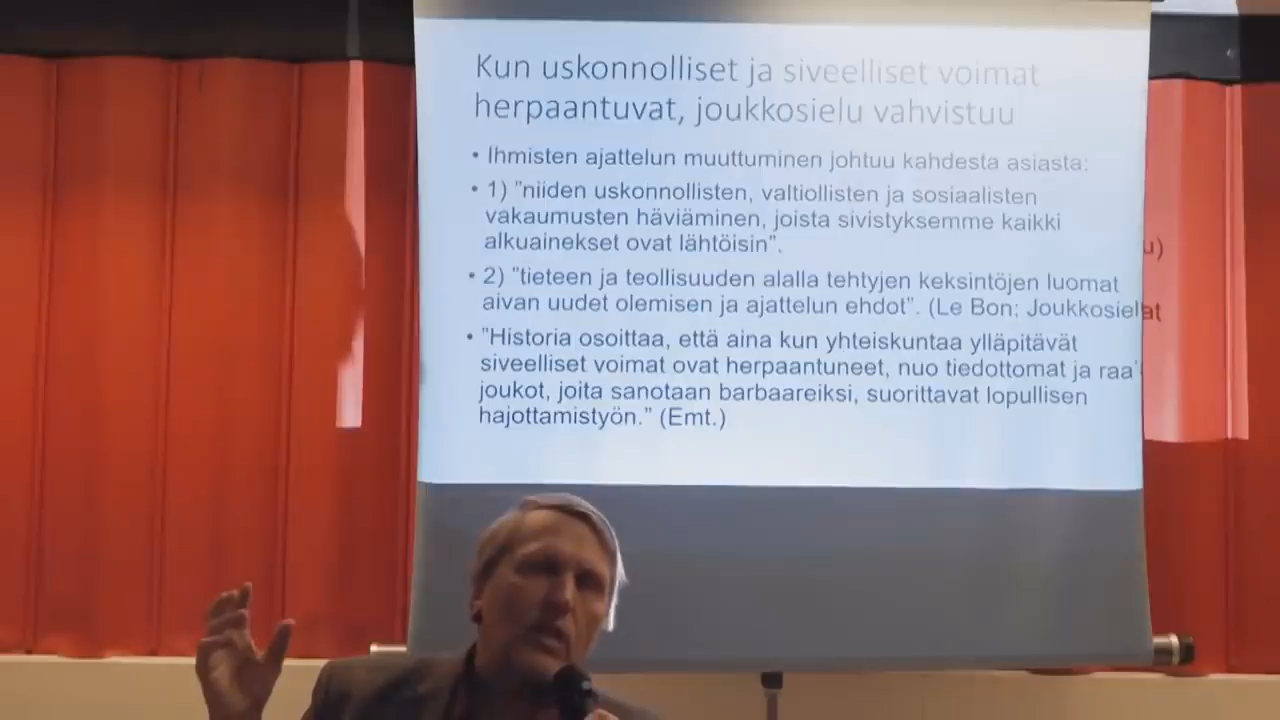 Kun uskonnolliset ja siveelliset voimat
herpaantuvat, joukkosielu vahvistuu
• Ihmisten ajattelun muuttuminen johtuu kahdesta asiasta:
• 1) ”niiden uskonnollisten, valtiollisten ja sosiaalisten
vakaumusten häviäminen, joista sivistyksemme kaikki
alkuainekset ovat lähtöisin”.
• 2) ”tieteen ja teollisuuden alalla tehtyjen keksintöjen luomat
aivan uudet olemisen ja ajattelun ehdot”. (Le Bon: Joukkosielu)
• ”Historia osoittaa, että aina kun yhteiskuntaa ylläpitävät
siveelliset voimat ovat herpaantuneet, nuo tiedottomat ja
joukot, joita sanotaan barbaareiksi, suorittavat lopullisen
hajottamistyön.” (Emt.)